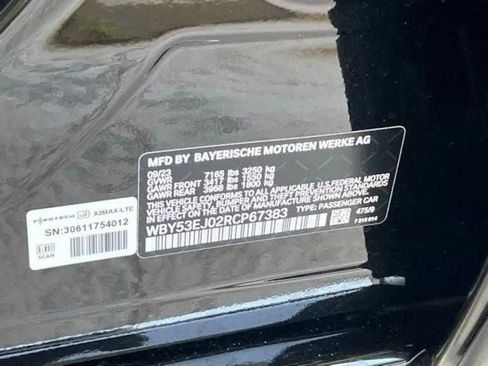 MFD BY BAYERISCHE MOTOREN WERKE AG
09/23
GVWR 7165 lbs 3250 kg
GAWR FRONT 3417 lbs 1550 kg
GAWR REAR 3968 lbs 1800 kg
THIS VEHICLE CONFORMS TO ALL APPLICABLE U.S. FEDERAL MOTOR
VEHICLE SAFETY, BUMPER, AND THEFT PREVENTION STANDARDS
IN EFFECT ON THE DATE OF MANUFACTURE SHOWN ABOVE.
WBY53EJ02RCP67383 TYPE: PASSENGER CAR
475/9
X2MAX-LTE
SN:30611754012
SCAN